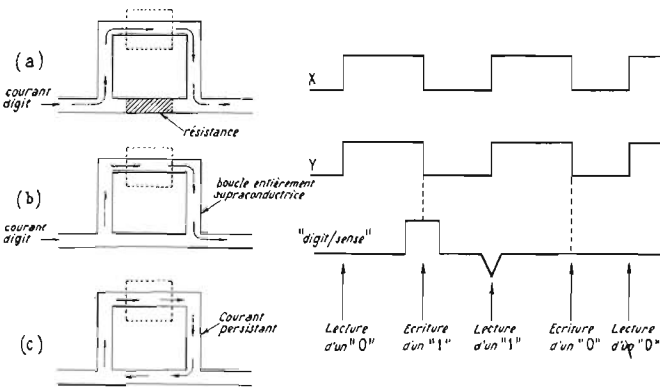 (a)
courant
digit
résistance
(b)
boucle entièrement
supraconductrice
courant
digit
(c)
Courant
persistant
X
Y
"digit/sense"
Lecture
d'un "0"
Ecriture
d'un "1"
Lecture
d'un "1"
Ecriture
d'un "0"
Lecture
d'un "0"